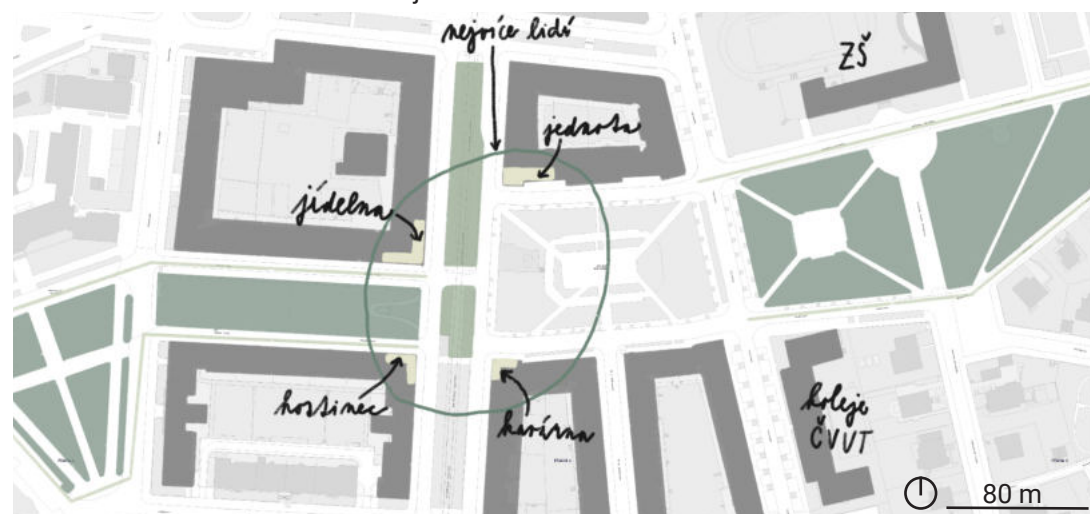 nejvíce lidí
ZŠ
jednota
jídelna
hostinec
kavárna
koleje
ČVUT
80 m